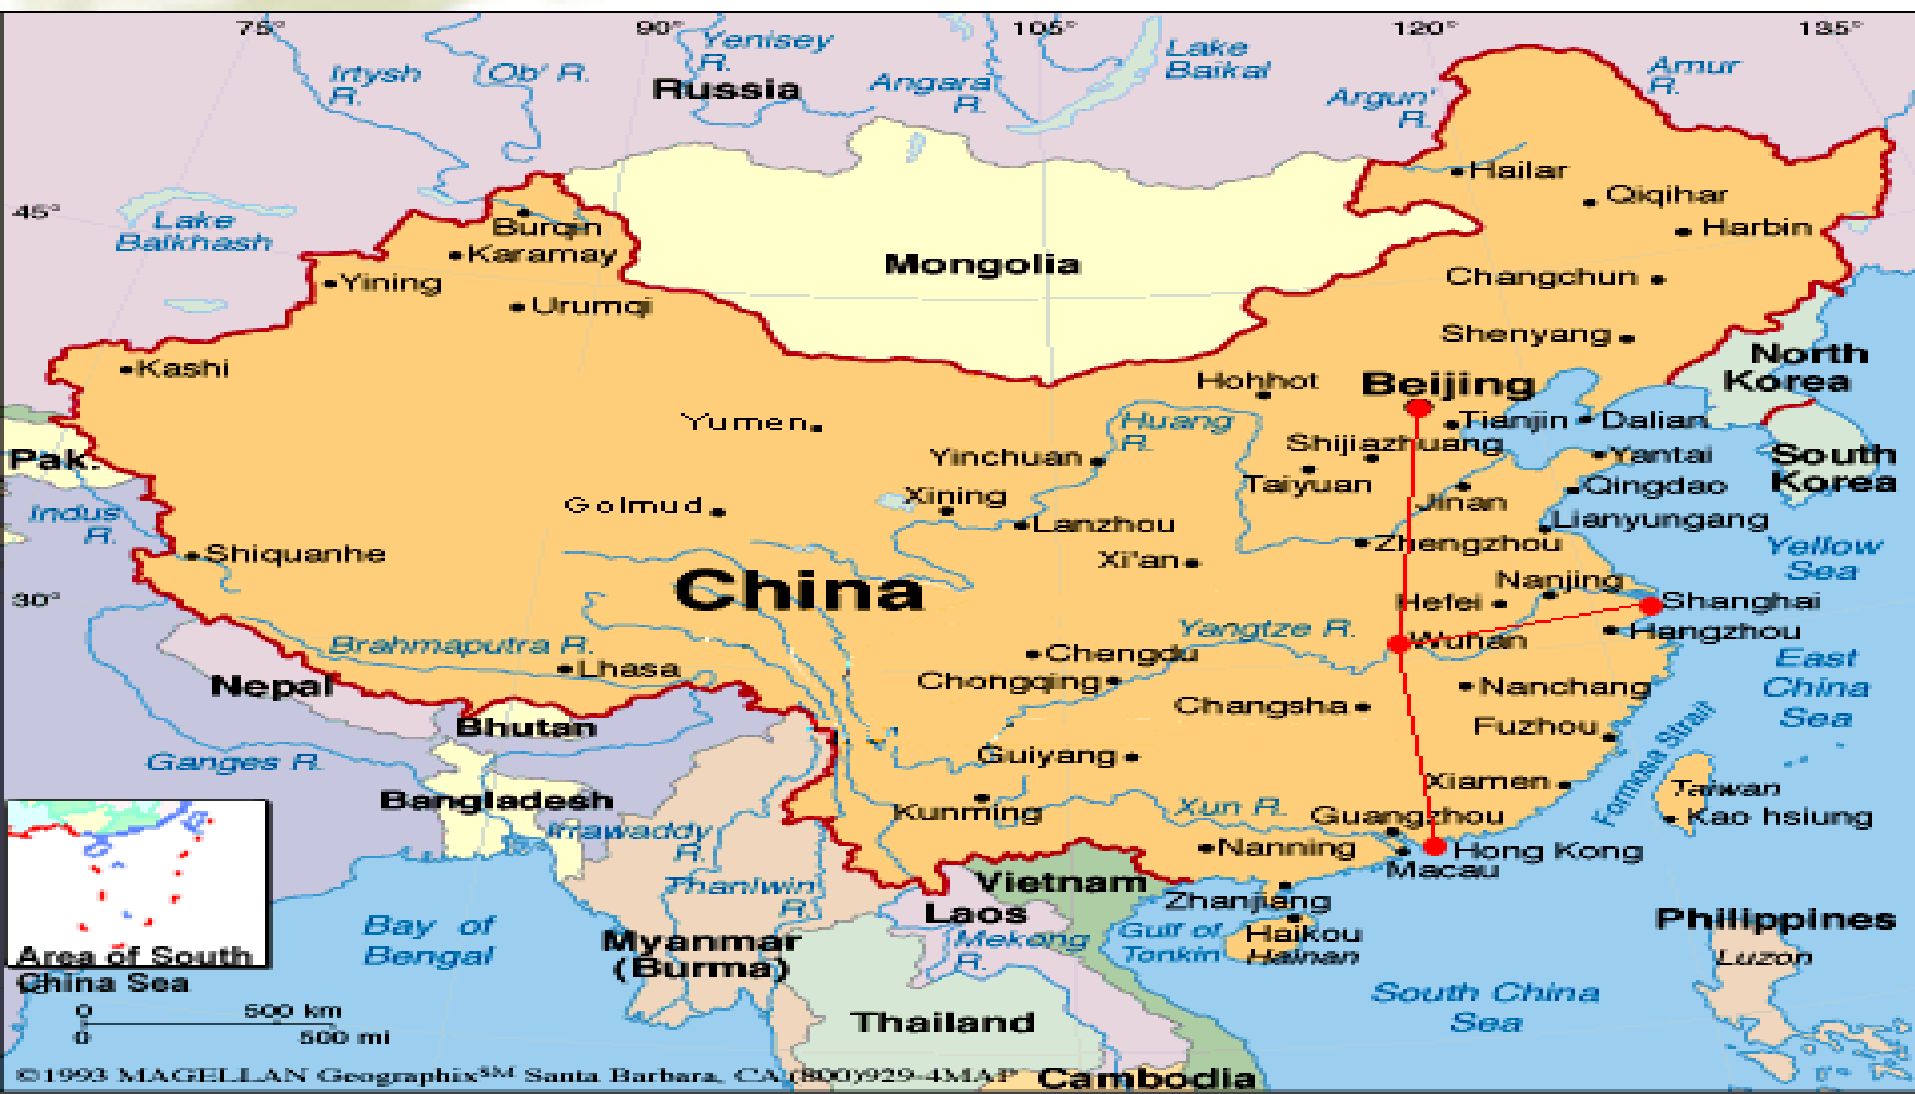 75°
90°
105°
120°
135°
Irtysh
R.
Ob' R.
Yenisey
R.
Russia
Angara
R.
Lake
Baikal
Argun'
R.
Amur
R.
45°
Lake
Balkhash
Burqin
Karamay
Yining
Urumqi
Kashi
Mongolia
Hailar
Qiqihar
Harbin
Changchun
Shenyang
North
Korea
Hohhot
Beijing
Tianjin
Dalian
Yumen
Huang
R.
Shijiazhuang
Yinchuan
Yantai
South
Korea
Pak.
Taiyuan
Jinan
Qingdao
Golmud
Xining
Lanzhou
Lianyungang
Indus
R.
Shiquanhe
Xi'an
Zhengzhou
Yellow
Sea
China
Nanjing
30°
Hefei
Shanghai
Brahmaputra R.
Yangtze R.
Wuhan
Hangzhou
Lhasa
Chengdu
East
China
Sea
Nepal
Chongqing
Nanchang
Bhutan
Changsha
Fuzhou
Formosa Strait
Ganges R.
Guiyang
Xiamen
Taiwan
Bangladesh
Kunming
Xun R.
Guangzhou
Kao hsiung
Irrawaddy
R.
Nanning
Hong Kong
Macau
Thanlwin
R.
Vietnam
Zhanjiang
Laos
Bay of
Bengal
Myanmar
(Burma)
Mekong
R.
Gulf of
Tonkin
Haikou
Hainan
Philippines
Luzon
Area of South
China Sea
South China
Sea
0
500 km
0
500 mi
Thailand
©1993 MAGELLAN Geographix℠ Santa Barbara, CA (800)929-4MAP
Cambodia